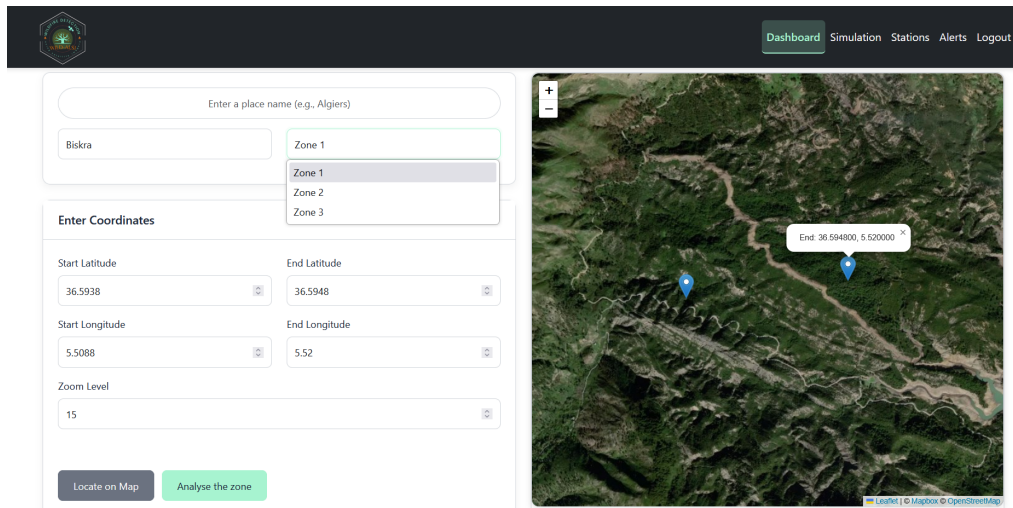 WILDFIRE DETECTION
Dashboard
Simulation
Stations
Alerts
Logout
Enter a place name (e.g., Algiers)
Biskra
Zone 1
Zone 1
Zone 2
Zone 3
Enter Coordinates
Start Latitude
End Latitude
36.5938
36.5948
Start Longitude
End Longitude
5.5088
5.52
Zoom Level
15
Locate on Map
Analyse the zone
+
−
End: 36.594800, 5.520000
×
Leaflet | © Mapbox © OpenStreetMap